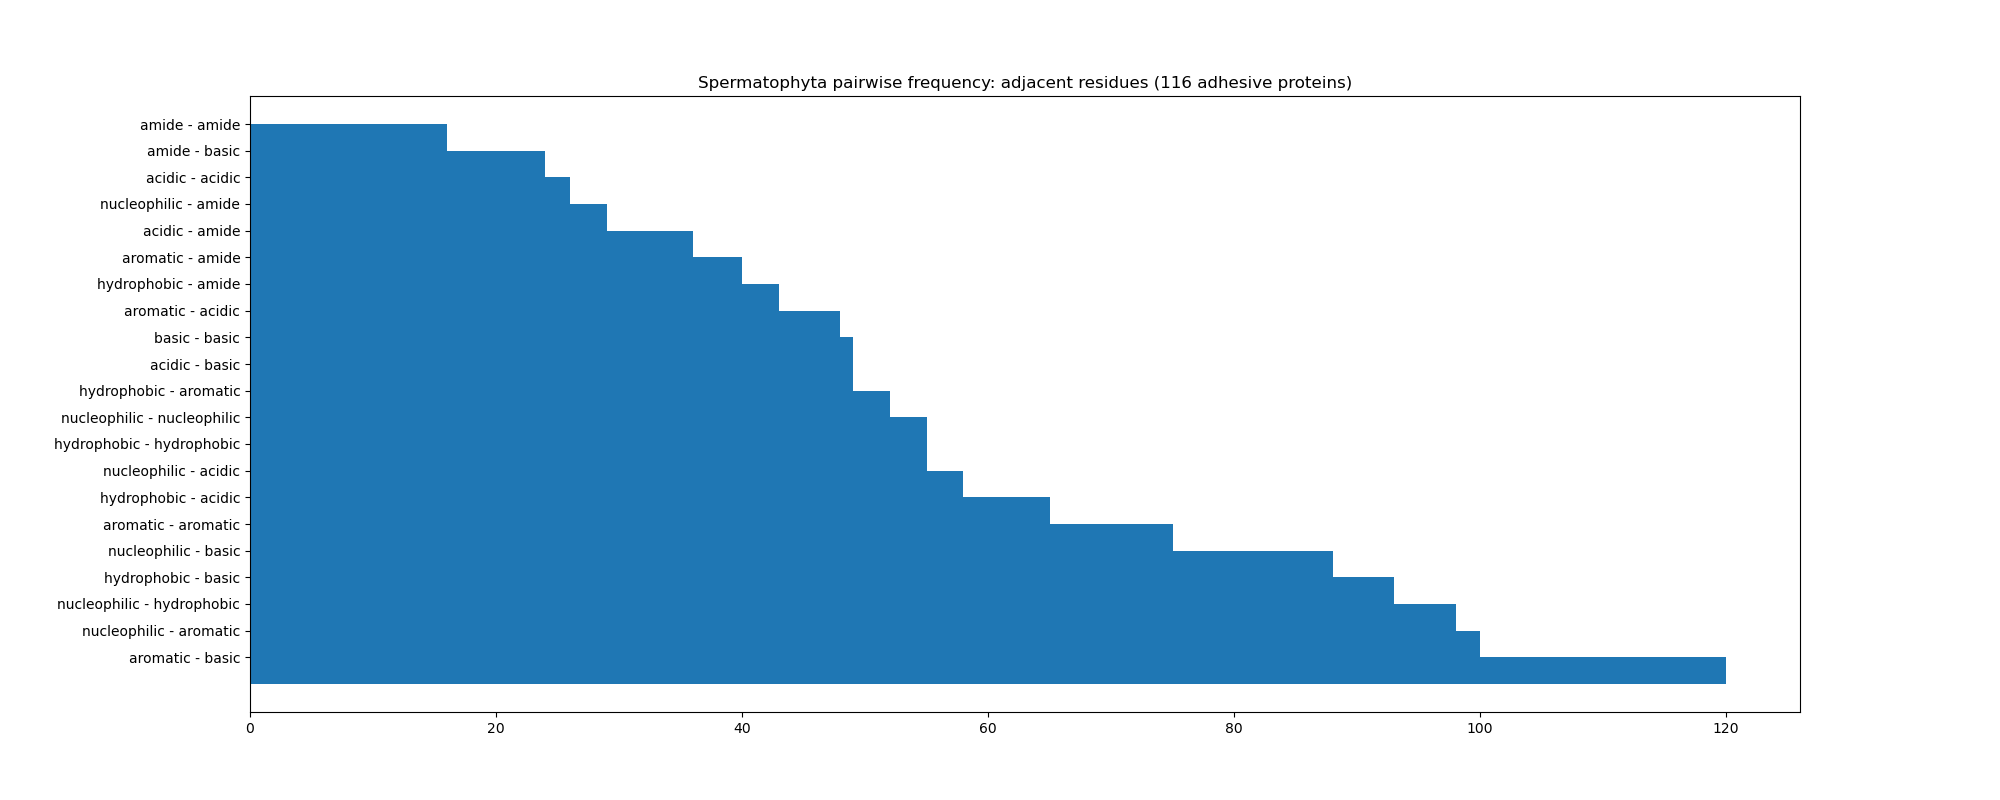 Spermatophyta pairwise frequency: adjacent residues (116 adhesive proteins)
amide - amide
amide - basic
acidic - acidic
nucleophilic - amide
acidic - amide
aromatic - amide
hydrophobic - amide
aromatic - acidic
basic - basic
acidic - basic
hydrophobic - aromatic
nucleophilic - nucleophilic
hydrophobic - hydrophobic
nucleophilic - acidic
hydrophobic - acidic
aromatic - aromatic
nucleophilic - basic
hydrophobic - basic
nucleophilic - hydrophobic
nucleophilic - aromatic
aromatic - basic
0 20 40 60 80 100 120